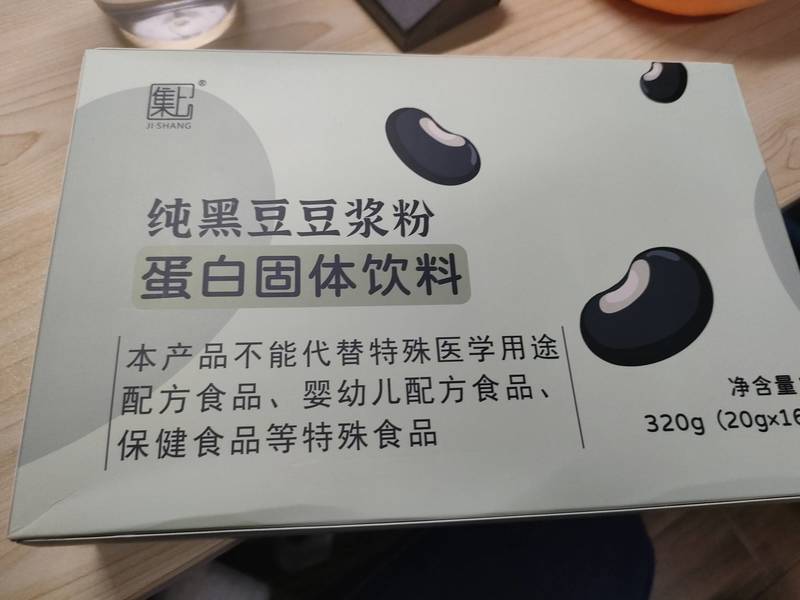 集上®
JI·SHANG
纯黑豆豆浆粉
蛋白固体饮料
本产品不能代替特殊医学用途
配方食品、婴幼儿配方食品、
保健食品等特殊食品
净含量
320g（20gx16